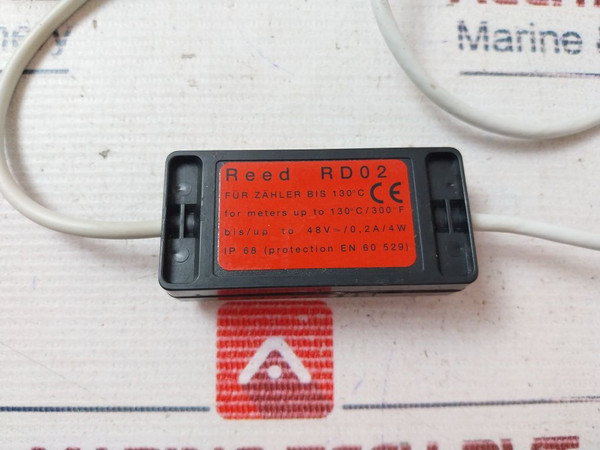 Marine
Reed RD02
FÜR ZÄHLER BIS 130°C CE
for meters up to 130°C/300°F
bis/up to 48V~/0,2A/4W
IP 68 (protection EN 60 529)